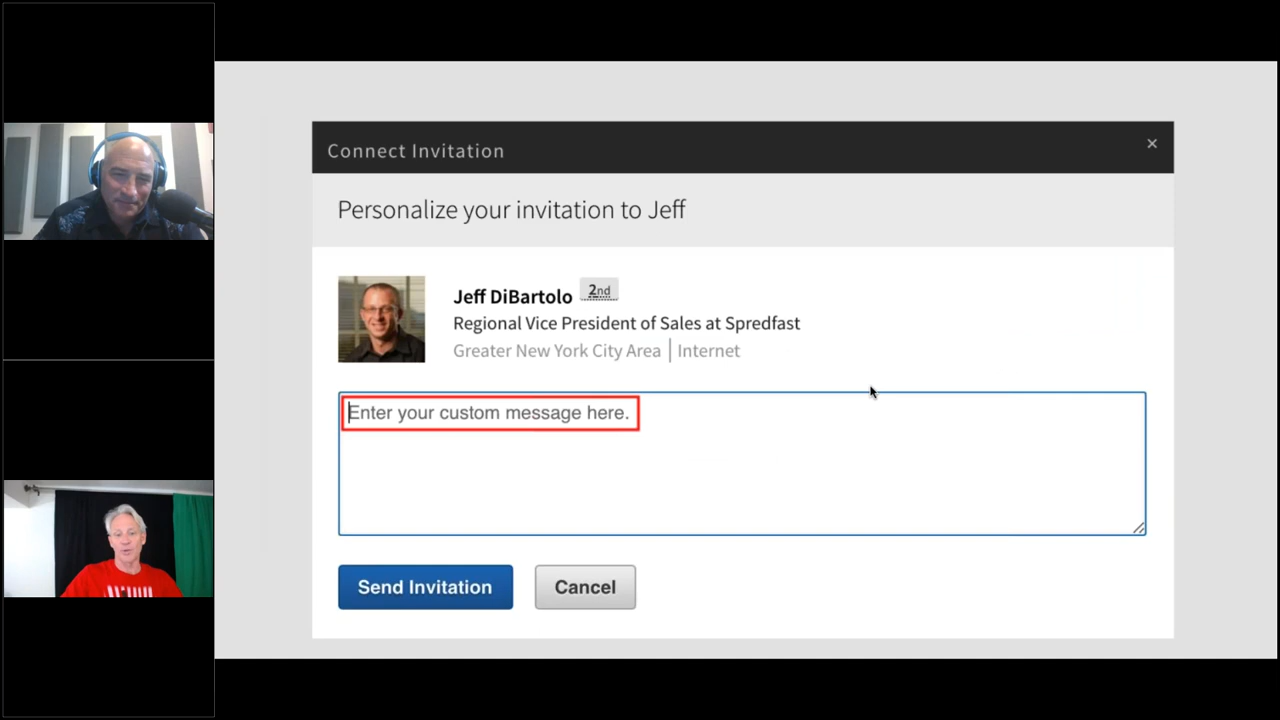 Connect Invitation
×
Personalize your invitation to Jeff
Jeff DiBartolo 2nd
Regional Vice President of Sales at Spredfast
Greater New York City Area | Internet
Enter your custom message here.
Send Invitation Cancel